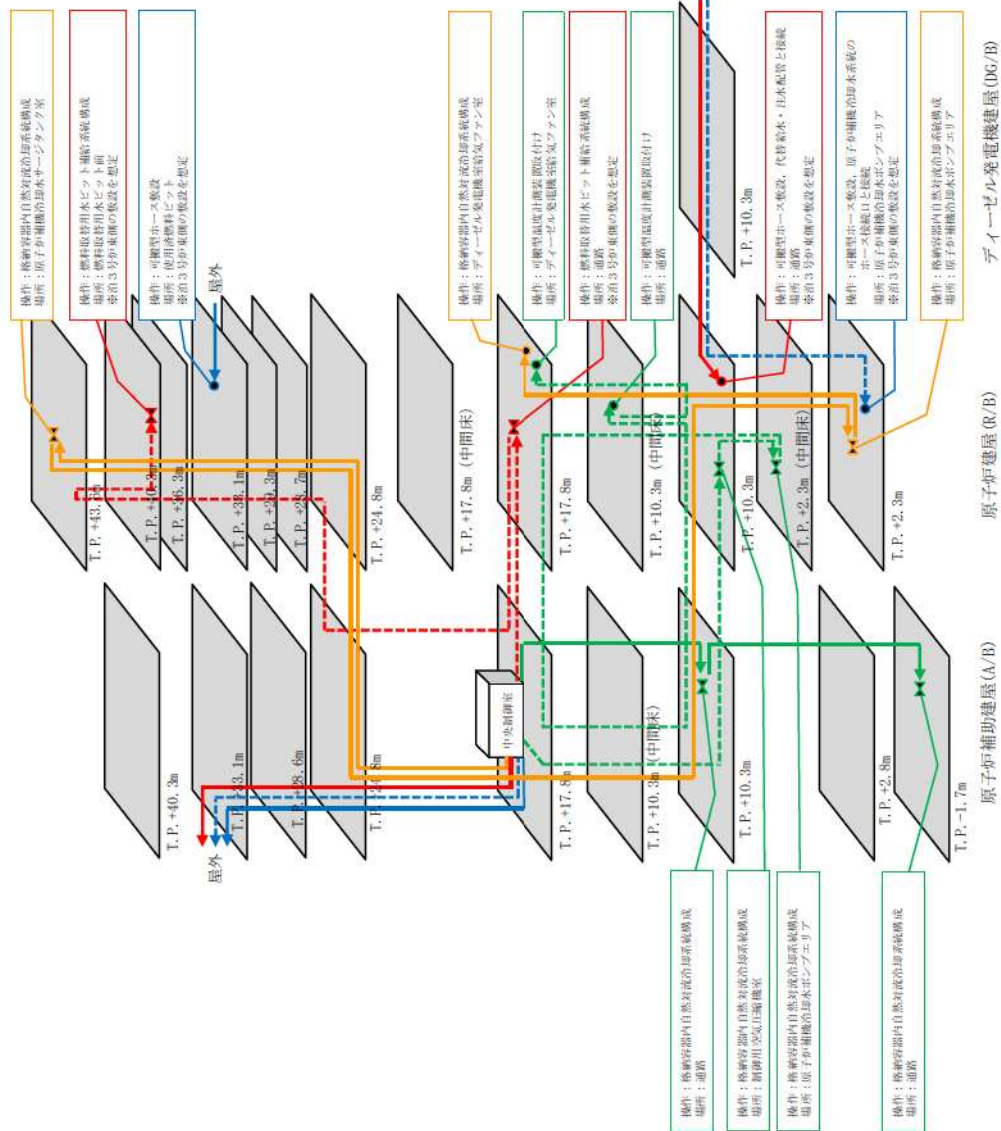 操作：格納容器内自然対流冷却系統構成
場所：原子炉補機冷却水サージタンク室
操作：燃料取替用水ピット補給系統構成
場所：燃料取替用水ピット前
※泊3号炉東側の敷設を想定
操作：可搬型ホース敷設
場所：使用済燃料ピット
※泊3号炉東側の敷設を想定
屋外
操作：格納容器内自然対流冷却系統構成
場所：ディーゼル発電機室給気ファン室
操作：可搬型温度計測装置取付け
場所：ディーゼル発電機室給気ファン室
操作：燃料取替用水ピット補給系統構成
場所：通路
※泊3号炉東側の敷設を想定
操作：可搬型温度計測装置取付け
場所：通路
操作：可搬型ホース敷設，代替給水・注水配管と接続
場所：通路
※泊3号炉東側の敷設を想定
操作：可搬型ホース敷設，原子炉補機冷却水系統の
ホース接続口と接続
場所：原子炉補機冷却水ポンプエリア
※泊3号炉東側の敷設を想定
操作：格納容器内自然対流冷却系統構成
場所：原子炉補機冷却水ポンプエリア
T.P. +10.3m
ディーゼル発電機建屋(DG/B)
T.P. +43.6m
T.P. +40.3m
T.P. +36.3m
T.P. +33.1m
T.P. +29.3m
T.P. +28.7m
T.P. +24.8m
T.P. +17.8m (中間床)
T.P. +17.8m
T.P. +10.3m (中間床)
T.P. +10.3m
T.P. +2.3m (中間床)
T.P. +2.3m
原子炉建屋(R/B)
T.P. +40.3m
T.P. +33.1m
T.P. +28.6m
T.P. +24.8m
屋外
中央制御室
T.P. +17.8m
T.P. +10.3m (中間床)
T.P. +10.3m
T.P. +2.8m
T.P. -1.7m
原子炉補助建屋(A/B)
操作：格納容器内自然対流冷却系統構成
場所：通路
操作：格納容器内自然対流冷却系統構成
場所：制御用空気圧縮機室
操作：格納容器内自然対流冷却系統構成
場所：原子炉補機冷却水ポンプエリア
操作：格納容器内自然対流冷却系統構成
場所：通路